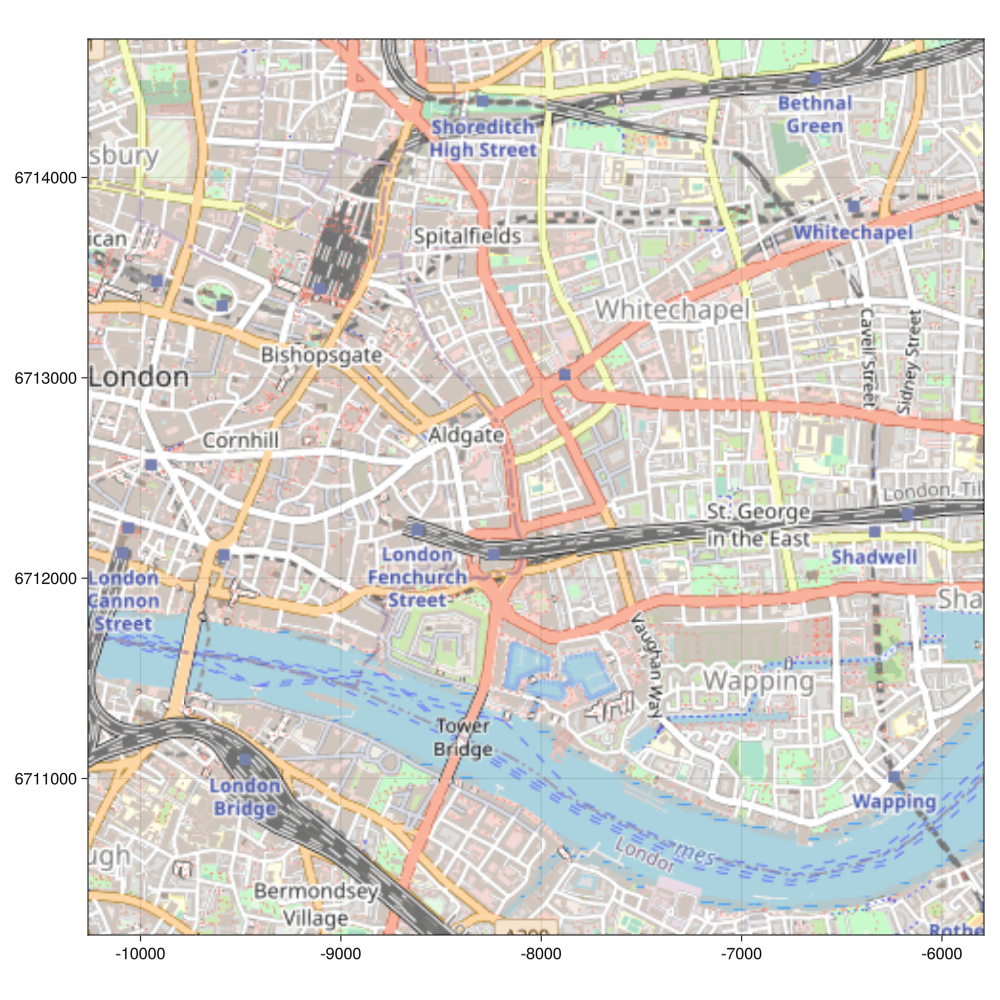 Bethnal
Green
Shoreditch
High Street
sbury
6714000
Whitechapel
ican
Spitalfields
Whitechapel
Cavell Street
Sidney Street
Bishopsgate
6713000
London
Cornhill
Aldgate
London, Til
St. George
in the East
London
Fenchurch
Street
Shadwell
6712000
London
Cannon
Street
Sha
Vaughan Way
Wapping
Tower
Bridge
6711000
London
Bridge
Wapping
London
mes
ugh
Bermondsey
Village
Rothe
-10000
-9000
-8000
-7000
-6000